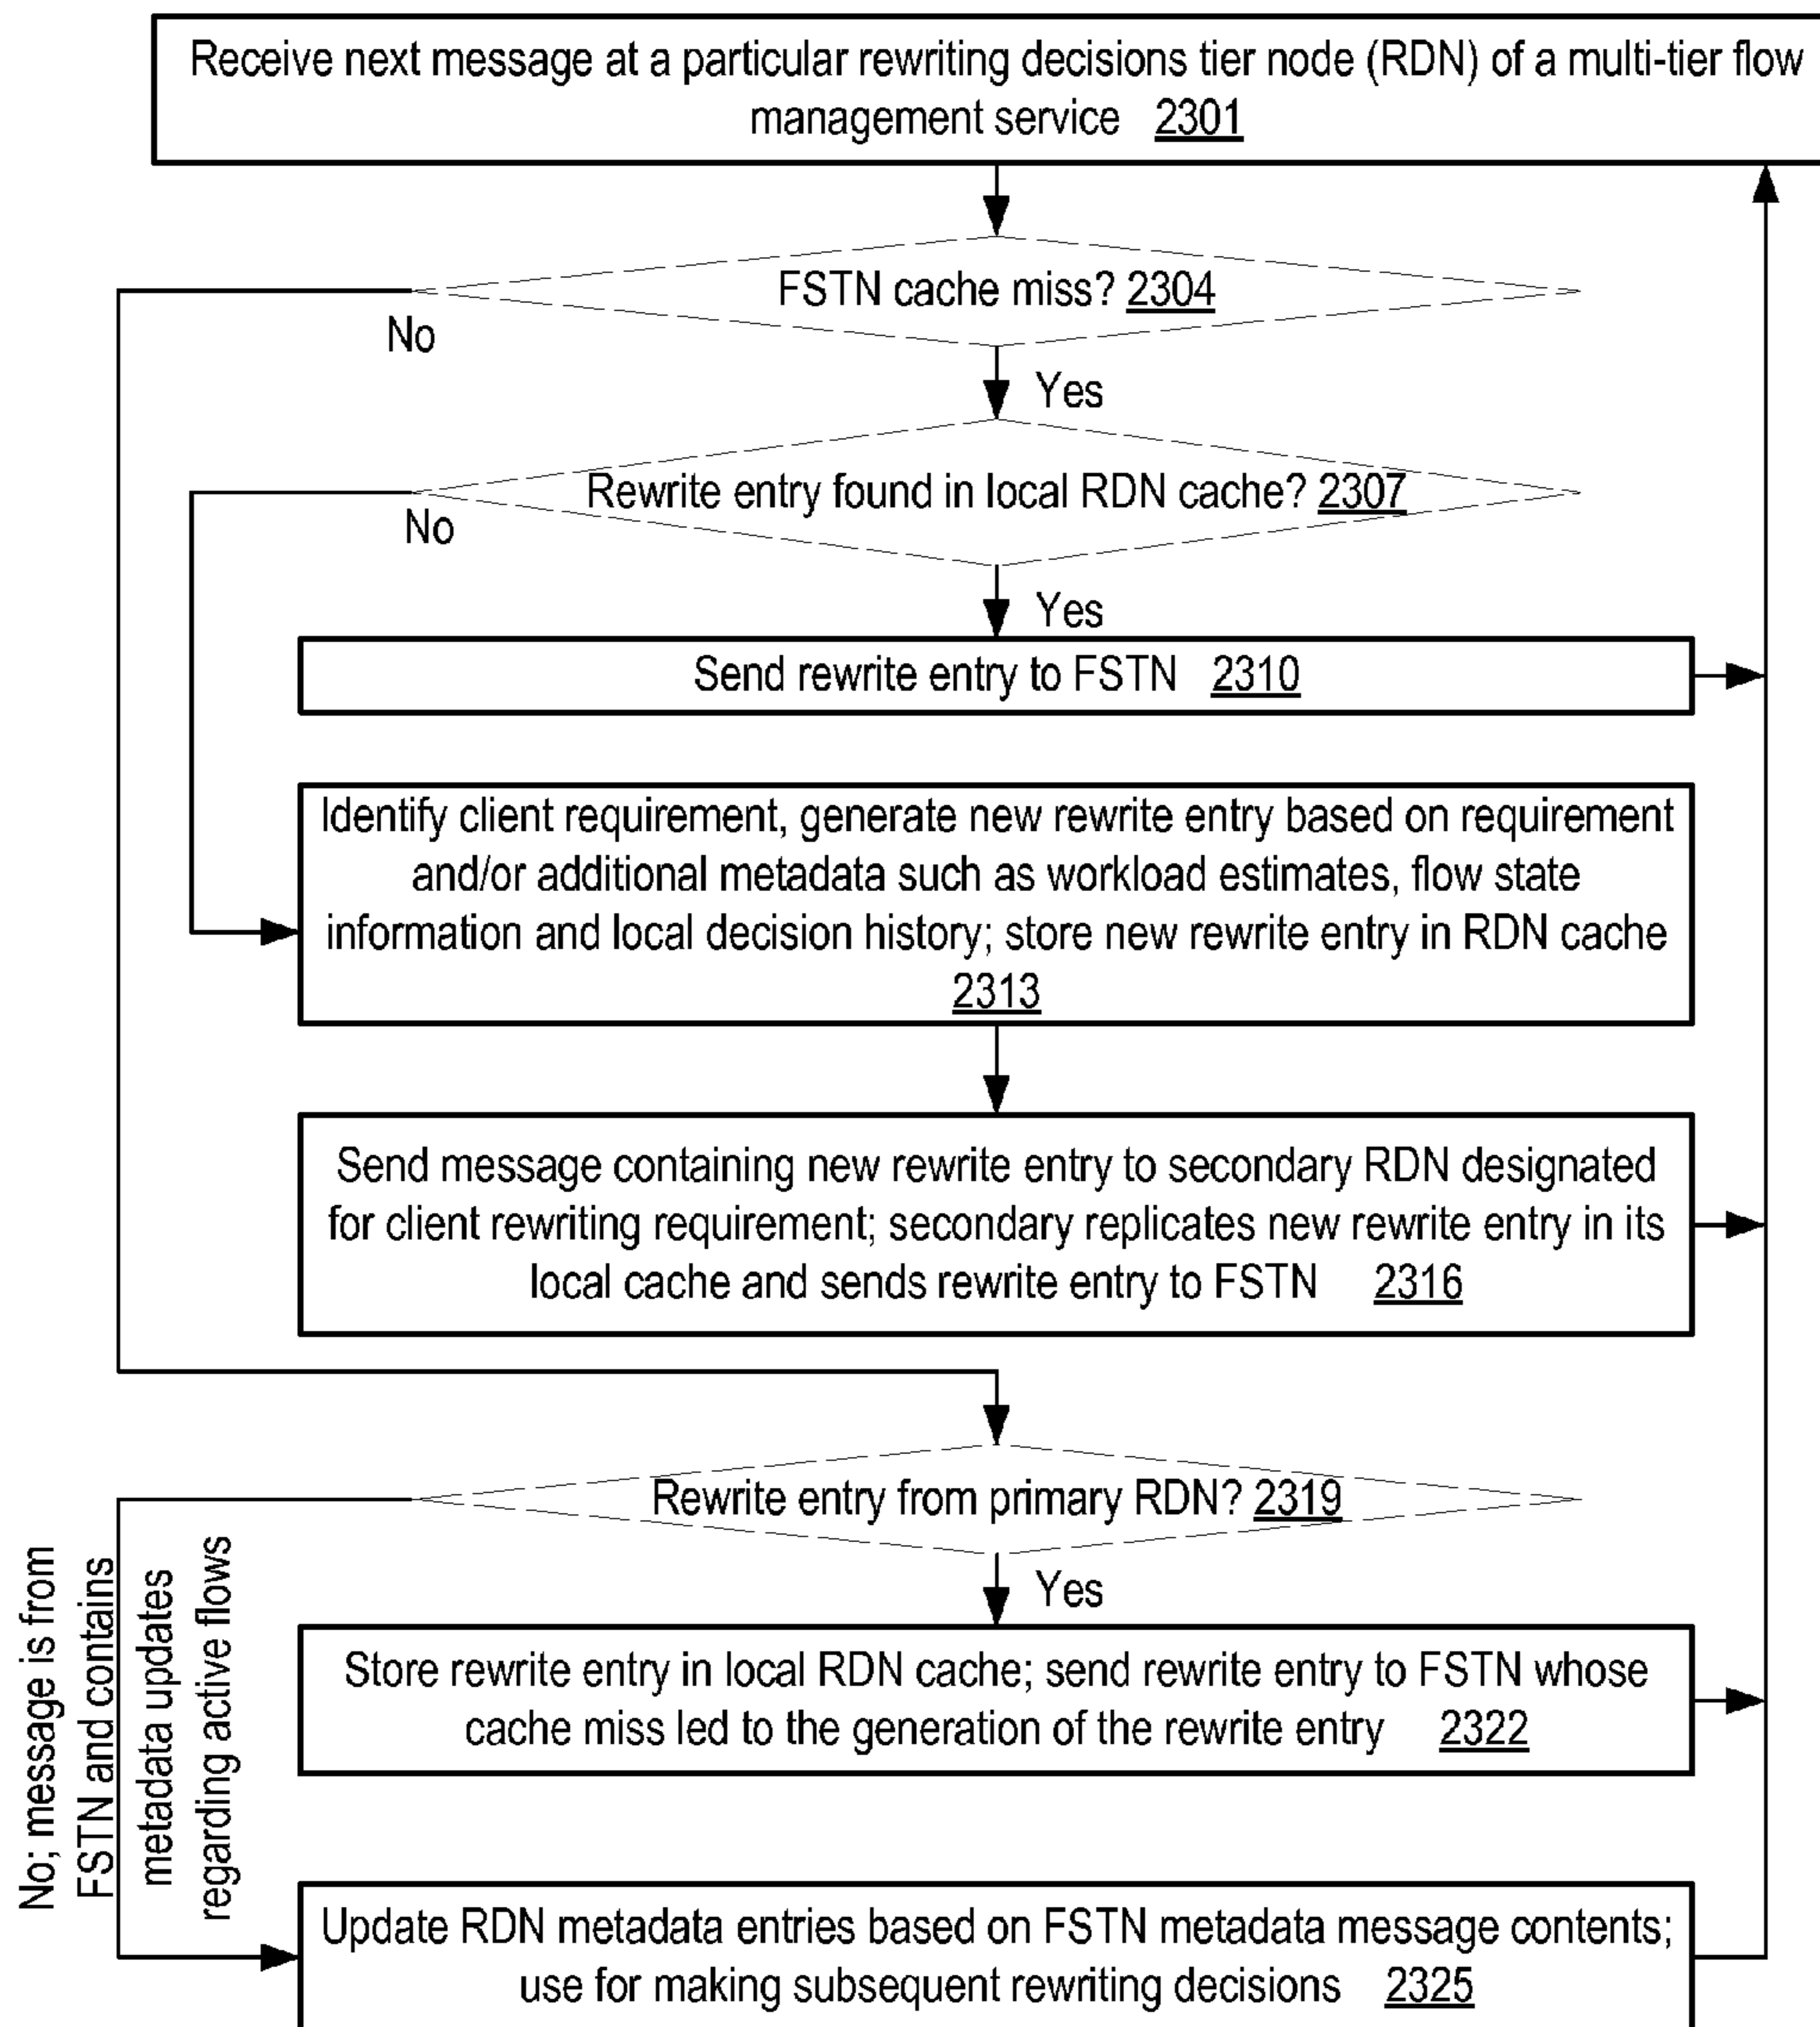 Receive next message at a particular rewriting decisions tier node (RDN) of a multi-tier flow
management service 2301
FSTN cache miss? 2304
No
Yes
Rewrite entry found in local RDN cache? 2307
No
Yes
Send rewrite entry to FSTN 2310
Identify client requirement, generate new rewrite entry based on requirement
and/or additional metadata such as workload estimates, flow state
information and local decision history; store new rewrite entry in RDN cache
2313
Send message containing new rewrite entry to secondary RDN designated
for client rewriting requirement; secondary replicates new rewrite entry in its
local cache and sends rewrite entry to FSTN 2316
Rewrite entry from primary RDN? 2319
No; message is from
FSTN and contains
metadata updates
regarding active flows
Yes
Store rewrite entry in local RDN cache; send rewrite entry to FSTN whose
cache miss led to the generation of the rewrite entry 2322
Update RDN metadata entries based on FSTN metadata message contents;
use for making subsequent rewriting decisions 2325